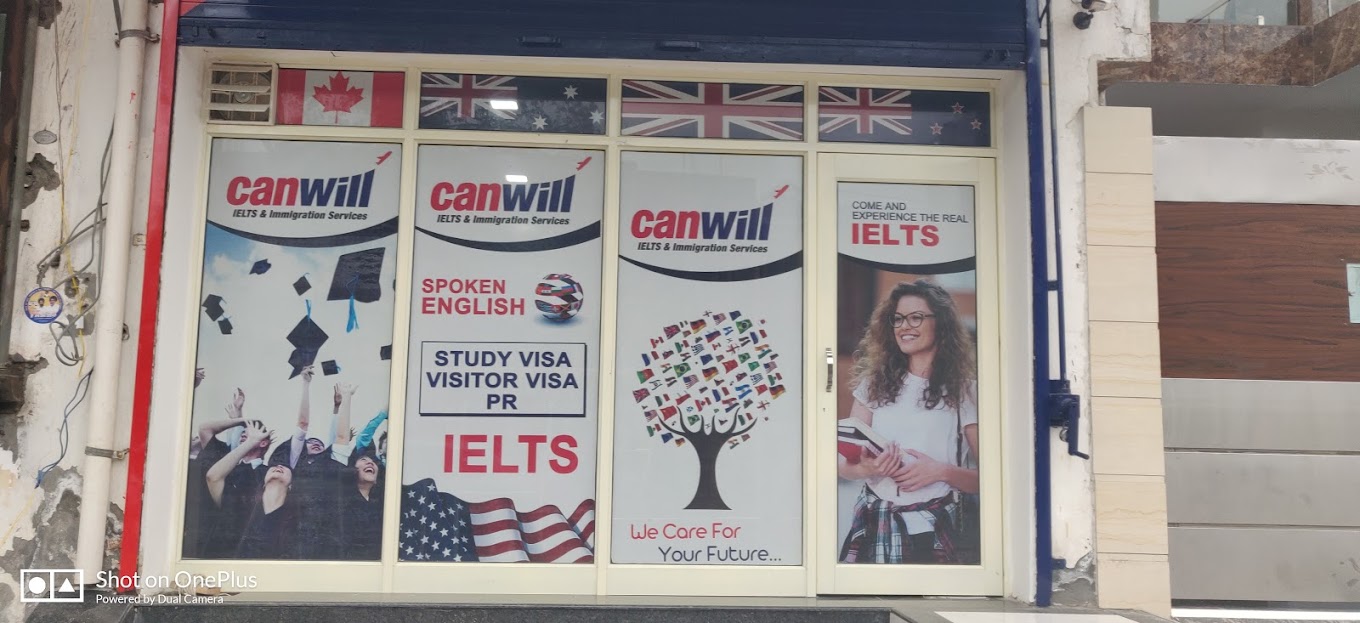 canwill
IELTS & Immigration Services
canwill
IELTS & Immigration Services
SPOKEN
ENGLISH
STUDY VISA
VISITOR VISA
PR
IELTS
canwill
IELTS & Immigration Services
We Care For
Your Future...
COME AND
EXPERIENCE THE REAL
IELTS
Shot on OnePlus
Powered by Dual Camera